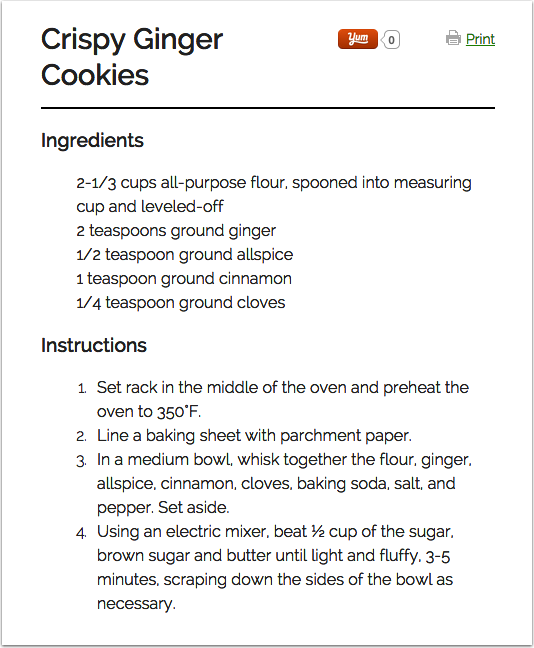 Crispy Ginger
Cookies
Yum
0
Print
Ingredients
2-1/3 cups all-purpose flour, spooned into measuring
cup and leveled-off
2 teaspoons ground ginger
1/2 teaspoon ground allspice
1 teaspoon ground cinnamon
1/4 teaspoon ground cloves
Instructions
1. Set rack in the middle of the oven and preheat the
oven to 350°F.
2. Line a baking sheet with parchment paper.
3. In a medium bowl, whisk together the flour, ginger,
allspice, cinnamon, cloves, baking soda, salt, and
pepper. Set aside.
4. Using an electric mixer, beat ½ cup of the sugar,
brown sugar and butter until light and fluffy, 3-5
minutes, scraping down the sides of the bowl as
necessary.